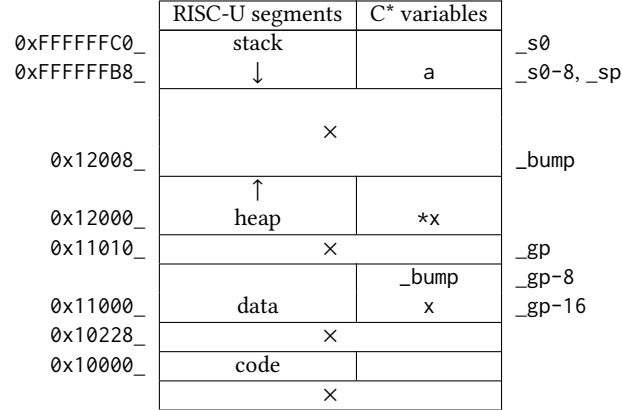 RISC-U segments C* variables
0xFFFFFFC0_ stack _s0
0xFFFFFFB8_ ↓ a _s0-8, _sp
×
0x12008_ _bump
↑
0x12000_ heap *x
0x11010_ × _gp
_bump _gp-8
0x11000_ data x _gp-16
0x10228_ ×
0x10000_ code
×